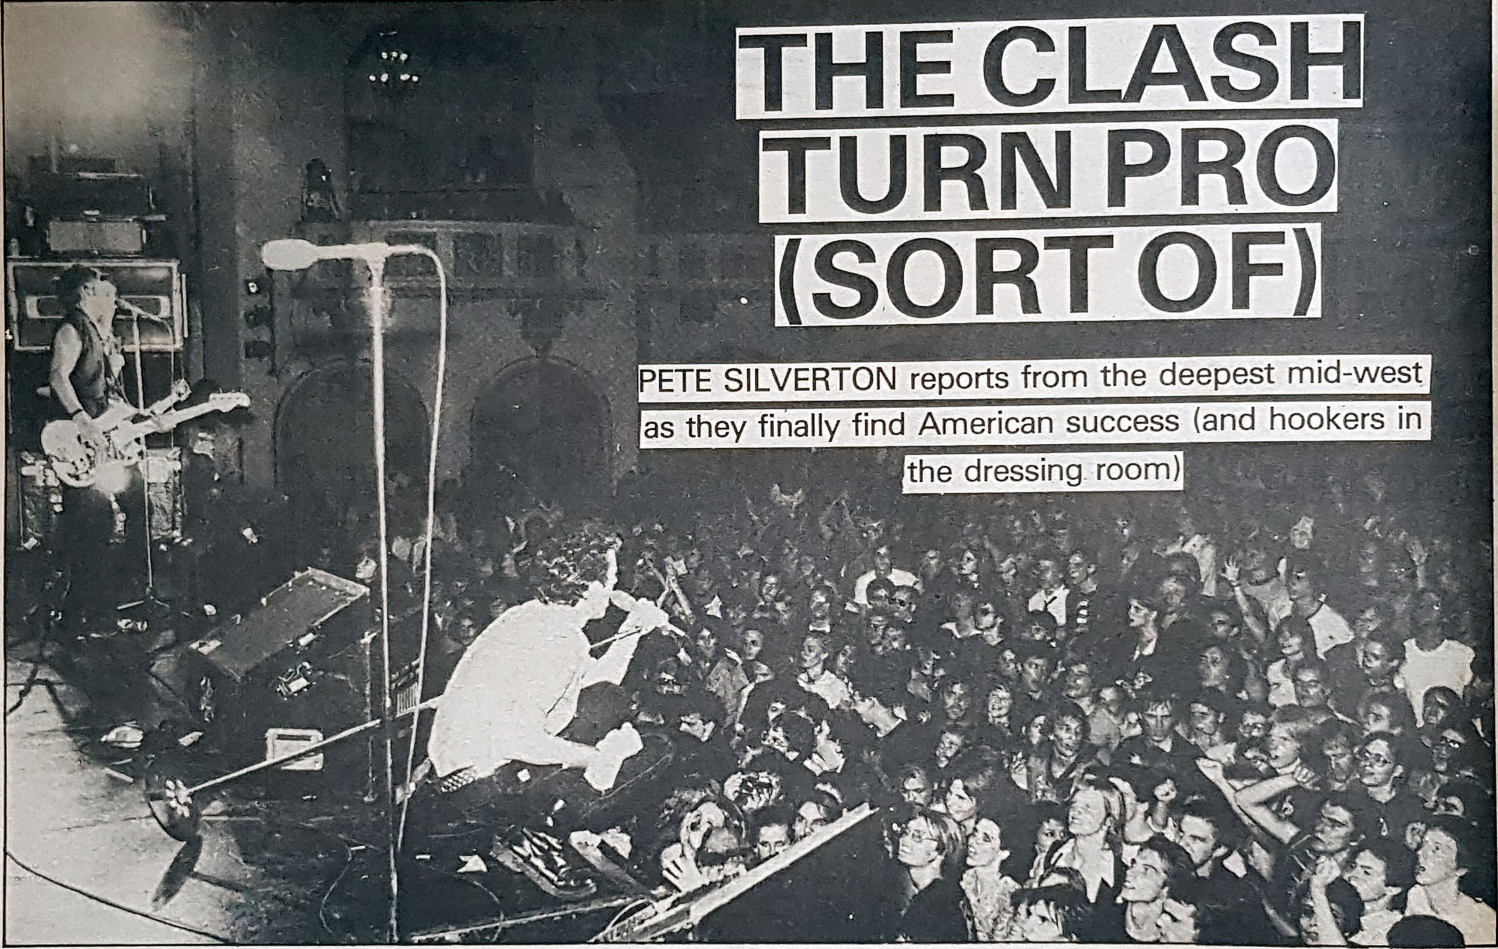 THE CLASH
TURN PRO
(SORT OF)
PETE SILVERTON reports from the deepest mid-west
as they finally find American success (and hookers in
the dressing room)